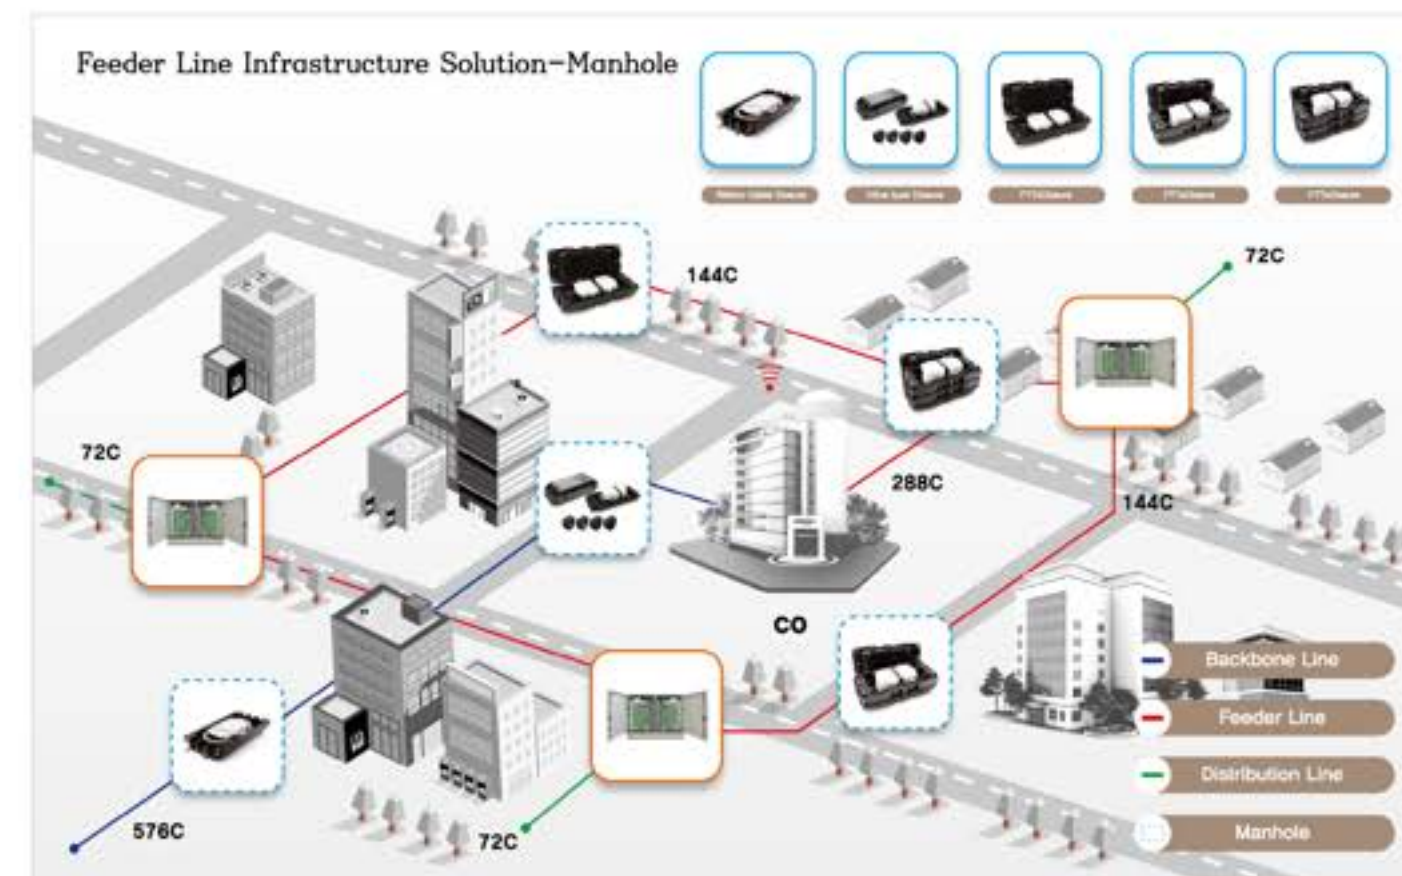 Feeder Line Infrastructure Solution-Manhole
144C
72C
72C
288C
144C
CO
Backbone Line
Feeder Line
Distribution Line
Manhole
576C
72C